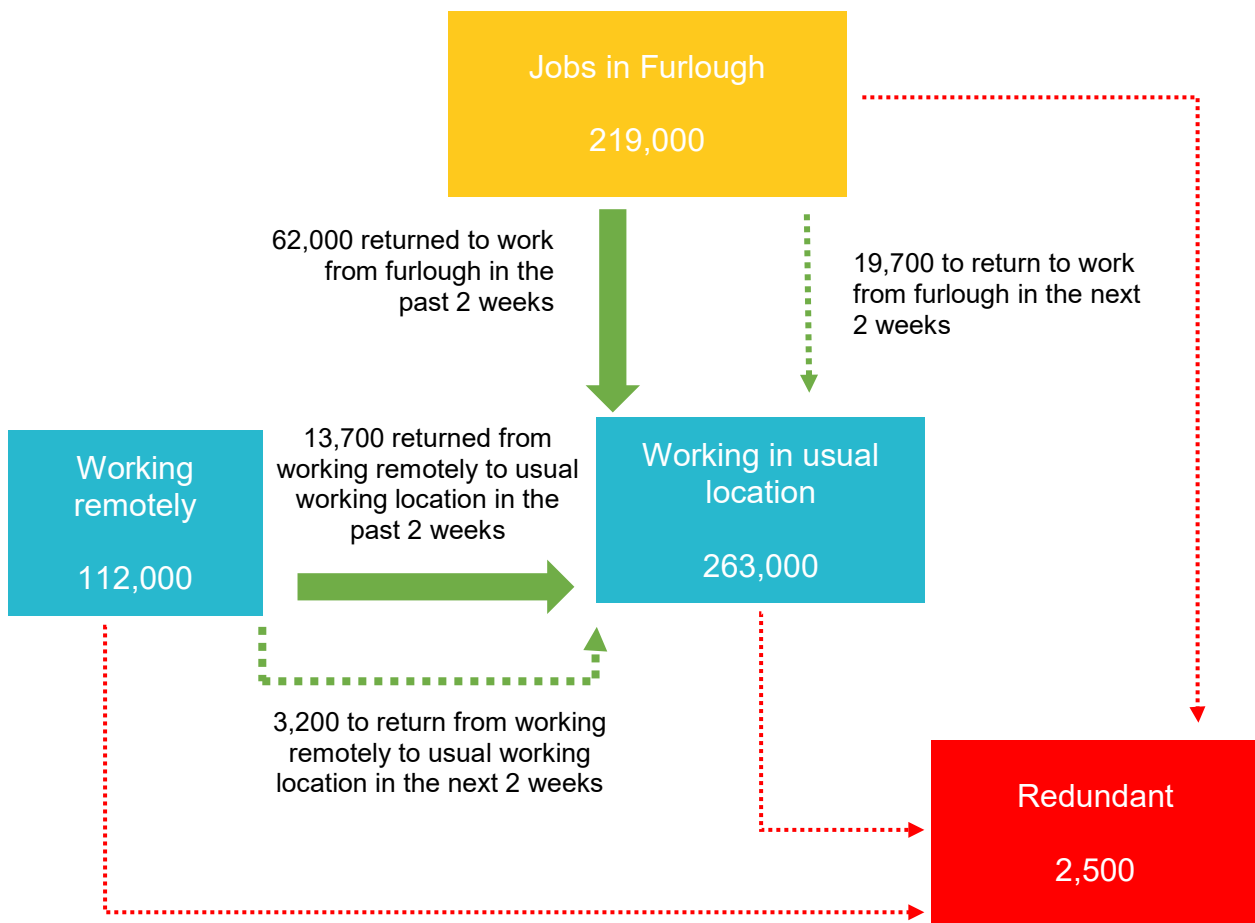 Jobs in Furlough
219,000
62,000 returned to work
from furlough in the
past 2 weeks
19,700 to return to work
from furlough in the next
2 weeks
Working
remotely
112,000
13,700 returned from
working remotely to usual
working location in the
past 2 weeks
Working in usual
location
263,000
3,200 to return from working
remotely to usual working
location in the next 2 weeks
Redundant
2,500